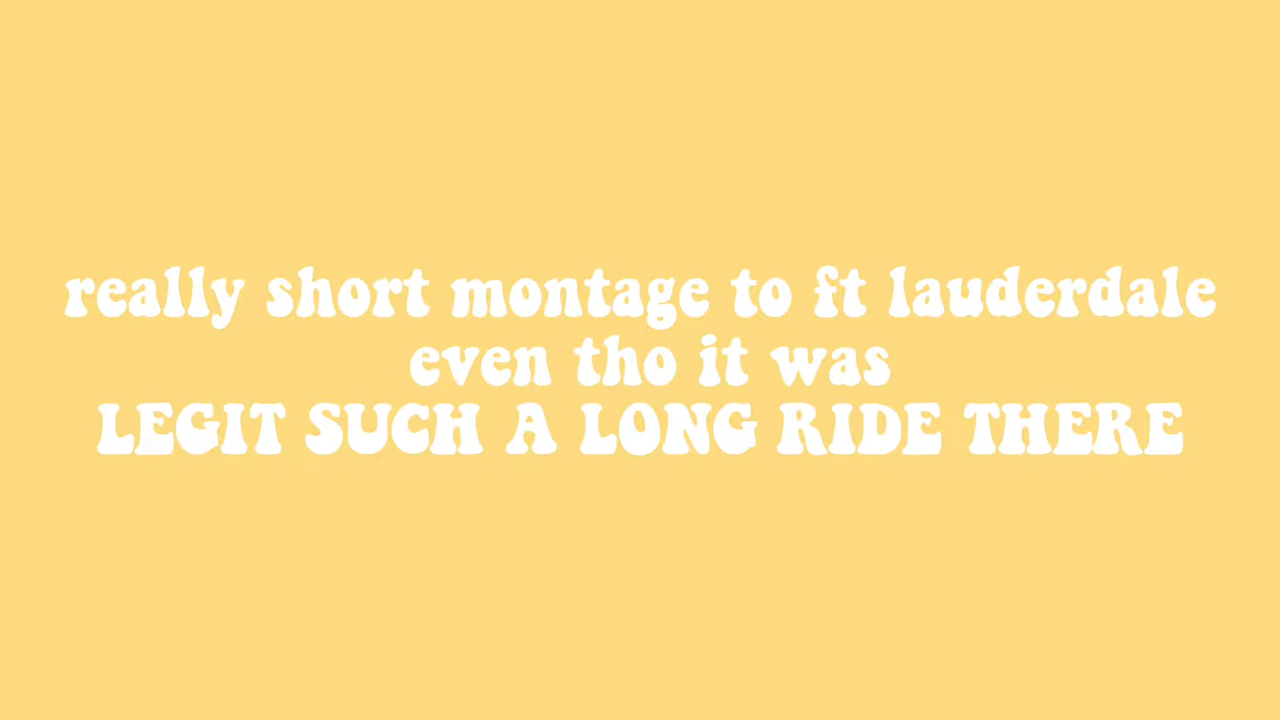 really short montage to ft lauderdale
even tho it was
LEGIT SUCH A LONG RIDE THERE